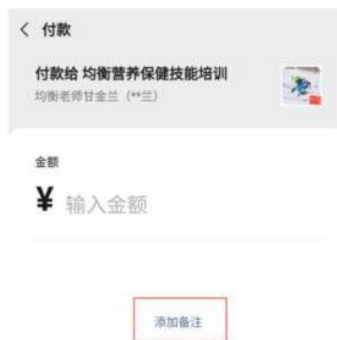 付款
付款给 均衡营养保健技能培训
均衡老师甘金兰（**兰）
金额
¥ 输入金额
添加备注